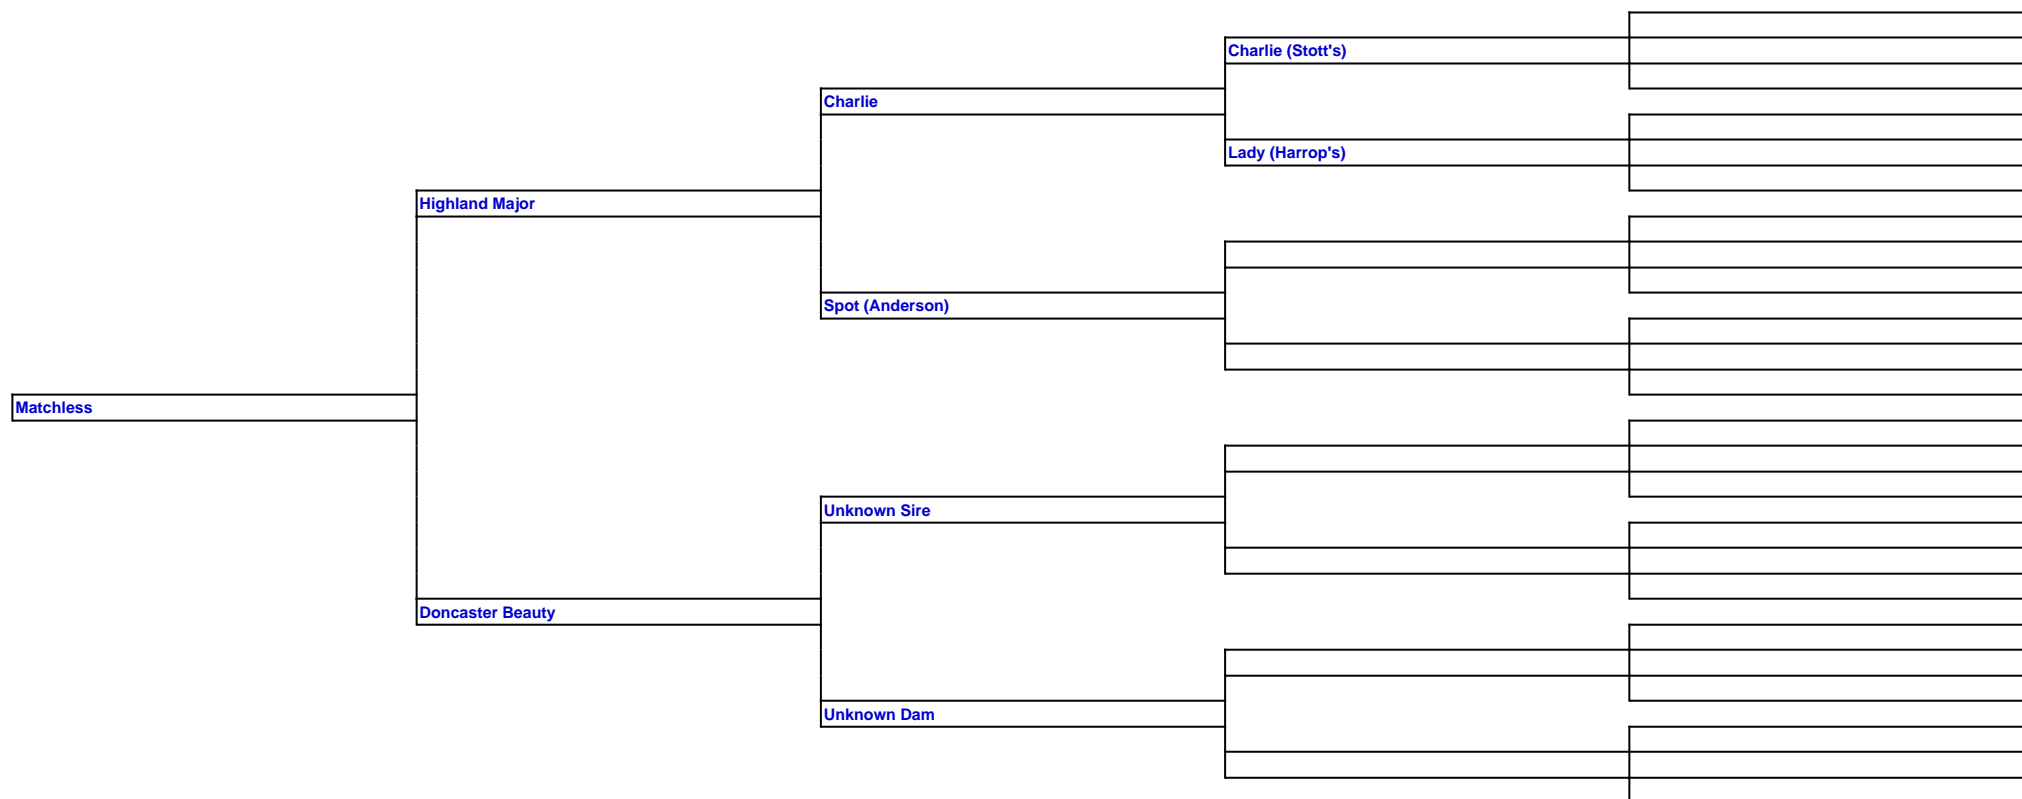 Charlie (Stott's)
Charlie
Lady (Harrop's)
Highland Major
Spot (Anderson)
Matchless
Unknown Sire
Doncaster Beauty
Unknown Dam